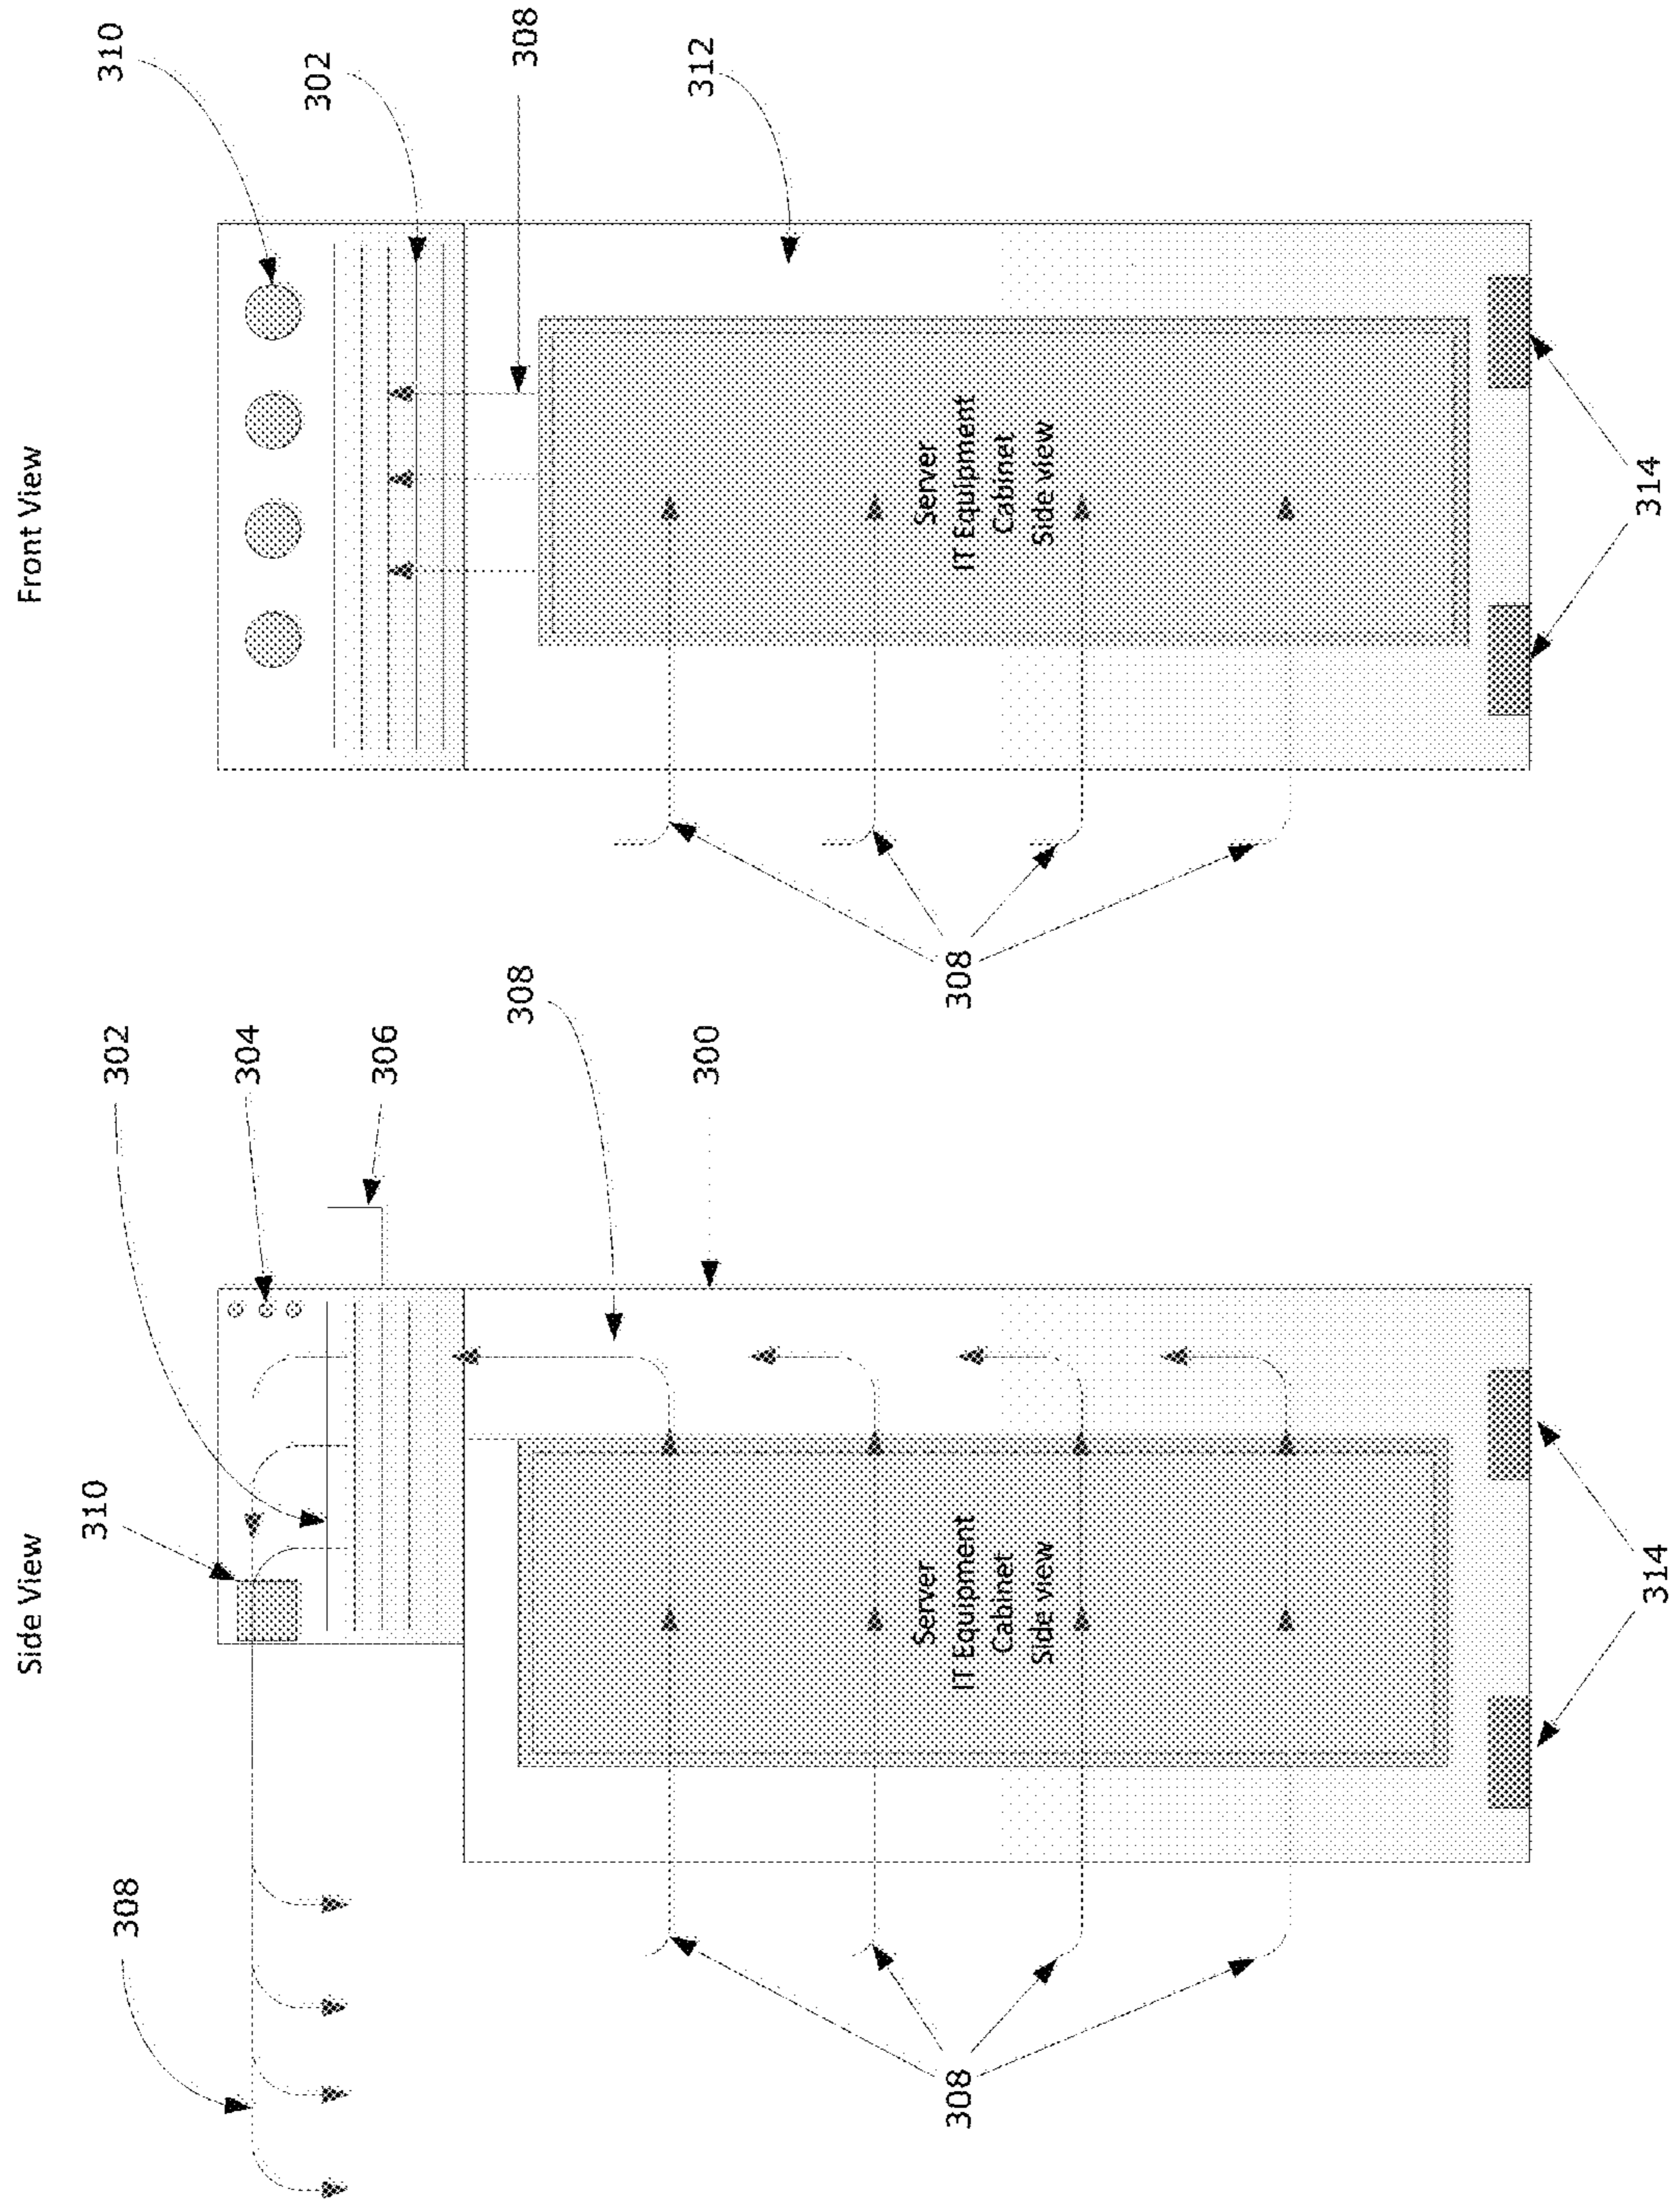 Side View
308
310
302
304
306
308
300
Server
IT Equipment
Cabinet
Side view
308
314
Front View
310
302
308
312
Server
IT Equipment
Cabinet
Side view
308
314